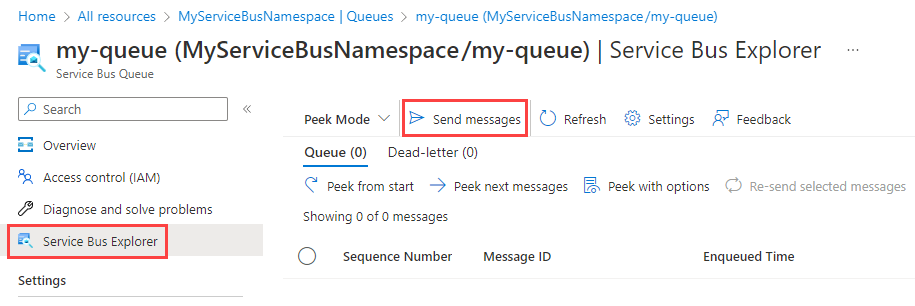 Home > All resources > MyServiceBusNamespace | Queues > my-queue (MyServiceBusNamespace/my-queue)
my-queue (MyServiceBusNamespace/my-queue) | Service Bus Explorer ...
Service Bus Queue
Search «
Overview
Access control (IAM)
Diagnose and solve problems
Service Bus Explorer
Settings
Peek Mode Send messages Refresh Settings Feedback
Queue (0) Dead-letter (0)
Peek from start Peek next messages Peek with options Re-send selected messages
Showing 0 of 0 messages
Sequence Number Message ID Enqueued Time